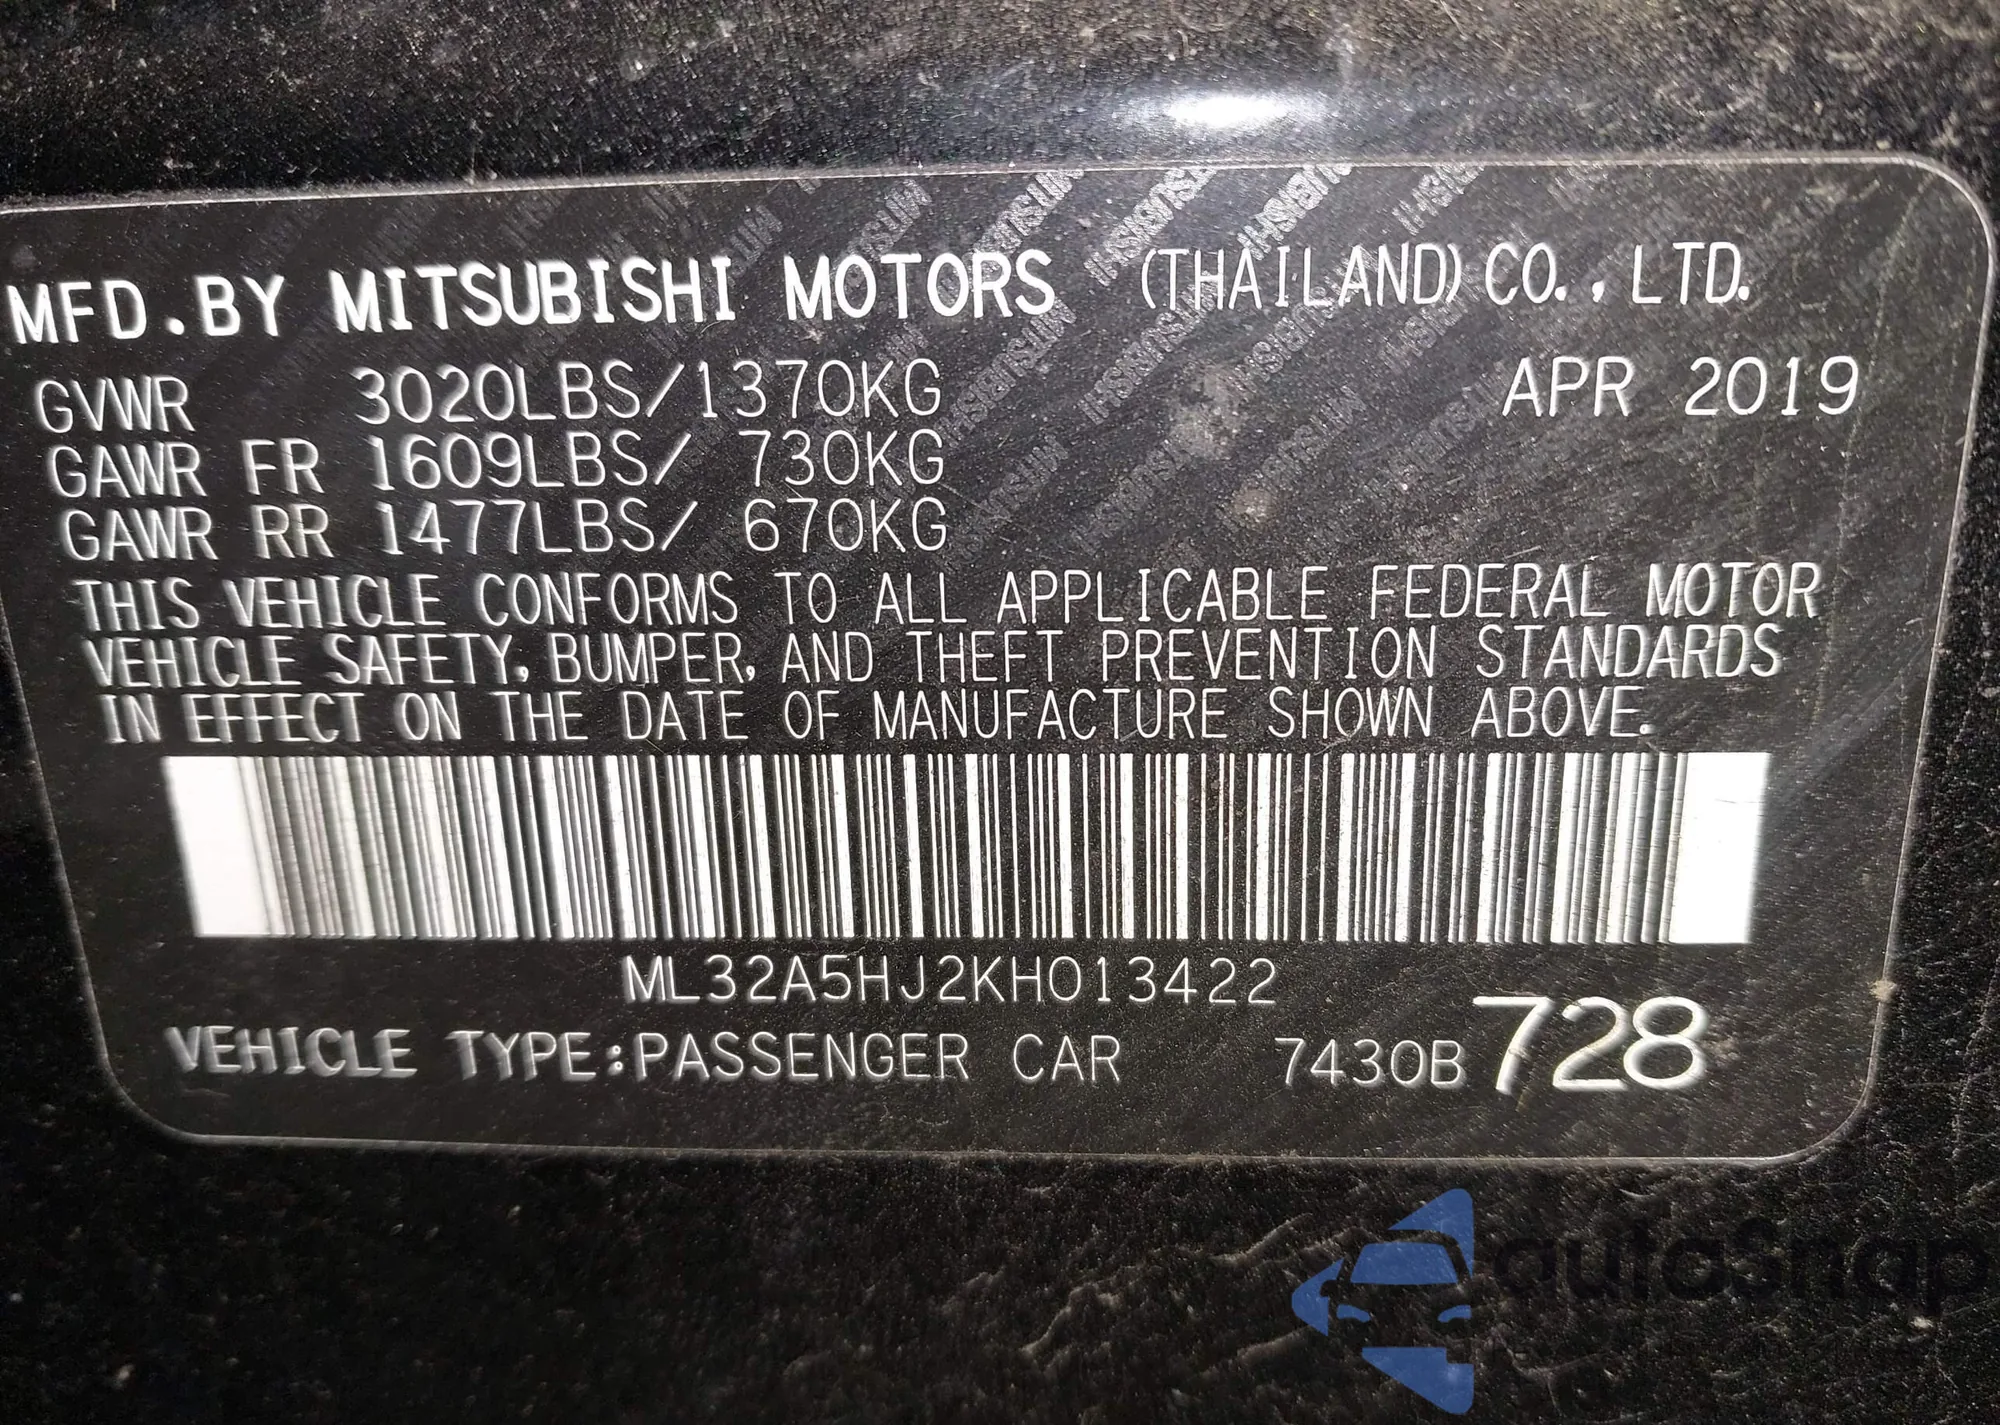 MFD.BY MITSUBISHI MOTORS (THAILAND) CO.,LTD.
GVWR 3020LBS/1370KG APR 2019
GAWR FR 1609LBS/ 730KG
GAWR RR 1477LBS/ 670KG
THIS VEHICLE CONFORMS TO ALL APPLICABLE FEDERAL MOTOR
VEHICLE SAFETY, BUMPER, AND THEFT PREVENTION STANDARDS
IN EFFECT ON THE DATE OF MANUFACTURE SHOWN ABOVE.
ML32A5HJ2KH013422
VEHICLE TYPE:PASSENGER CAR 7430B 728
autoSnap